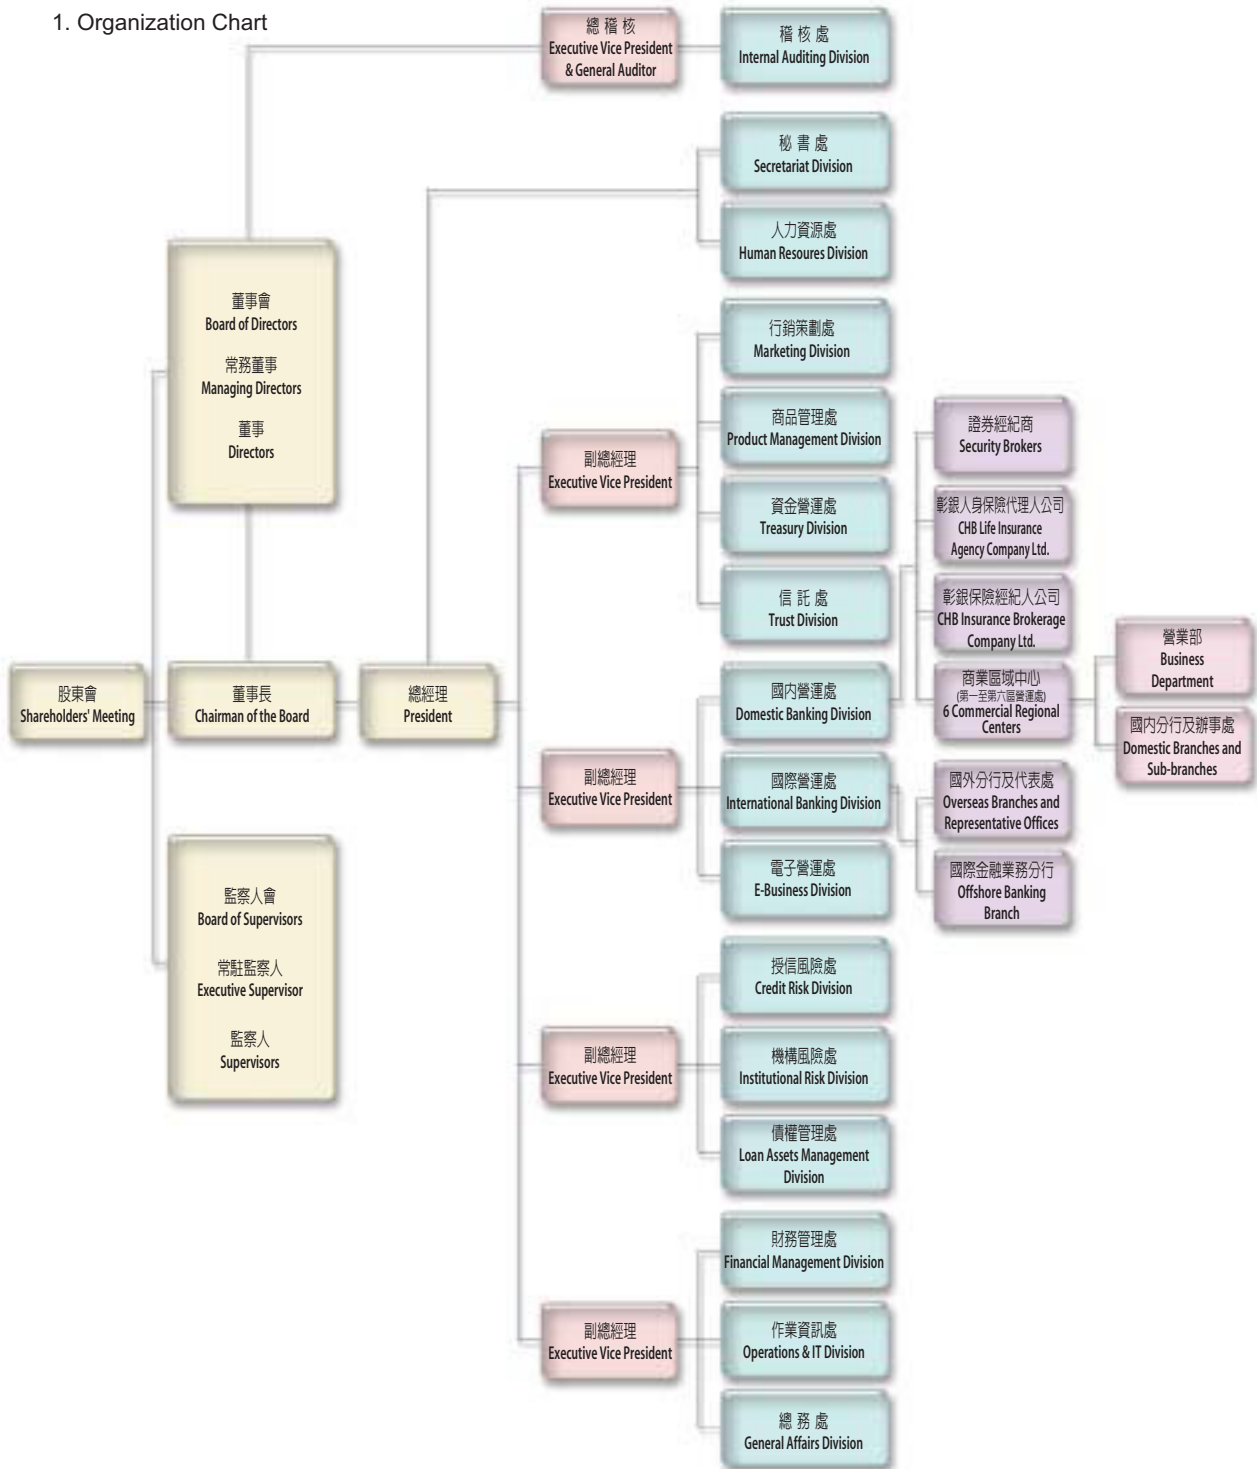 1. Organization Chart
總 稽 核
Executive Vice President
& General Auditor
稽 核 處
Internal Auditing Division
秘 書 處
Secretariat Division
人力資源處
Human Resoures Division
董事會
Board of Directors
常務董事
Managing Directors
董事
Directors
行銷策劃處
Marketing Division
商品管理處
Product Management Division
副總經理
Executive Vice President
資金營運處
Treasury Division
信 託 處
Trust Division
證券經紀商
Security Brokers
彰銀人身保險代理人公司
CHB Life Insurance
Agency Company Ltd.
彰銀保險經紀人公司
CHB Insurance Brokerage
Company Ltd.
股東會
Shareholders' Meeting
董事長
Chairman of the Board
總經理
President
國内營運處
Domestic Banking Division
商業區域中心
(第一至第六區營運處)
6 Commercial Regional
Centers
營業部
Business
Department
國内分行及辦事處
Domestic Branches and
Sub-branches
副總經理
Executive Vice President
國際營運處
International Banking Division
國外分行及代表處
Overseas Branches and
Representative Offices
電子營運處
E-Business Division
國際金融業務分行
Offshore Banking
Branch
監察人會
Board of Supervisors
常駐監察人
Executive Supervisor
監察人
Supervisors
授信風險處
Credit Risk Division
副總經理
Executive Vice President
機構風險處
Institutional Risk Division
債權管理處
Loan Assets Management
Division
財務管理處
Financial Management Division
副總經理
Executive Vice President
作業資訊處
Operations & IT Division
總 務 處
General Affairs Division